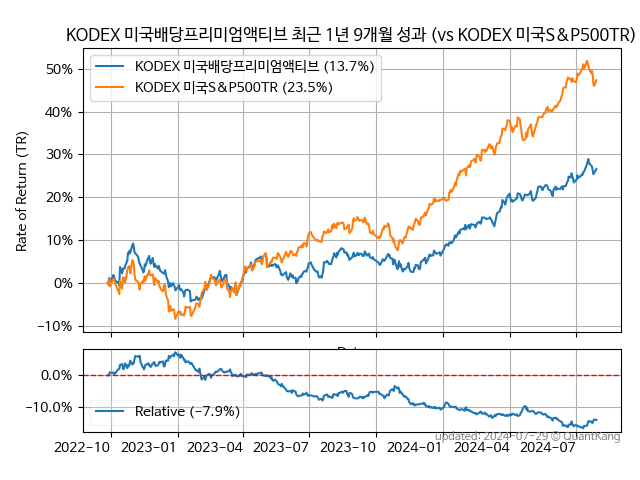 KODEX 미국배당프리미엄액티브 최근 1년 9개월 성과 (vs KODEX 미국S&P500TR)
KODEX 미국배당프리미엄액티브 (13.7%)
KODEX 미국S&P500TR (23.5%)
Rate of Return (TR)
50%
40%
30%
20%
10%
0%
−10%
0.0%
−10.0%
Relative (−7.9%)
2022-10 2023-01 2023-04 2023-07 2023-10 2024-01 2024-04 2024-07
updated: 2024-07-29 © QuantKang